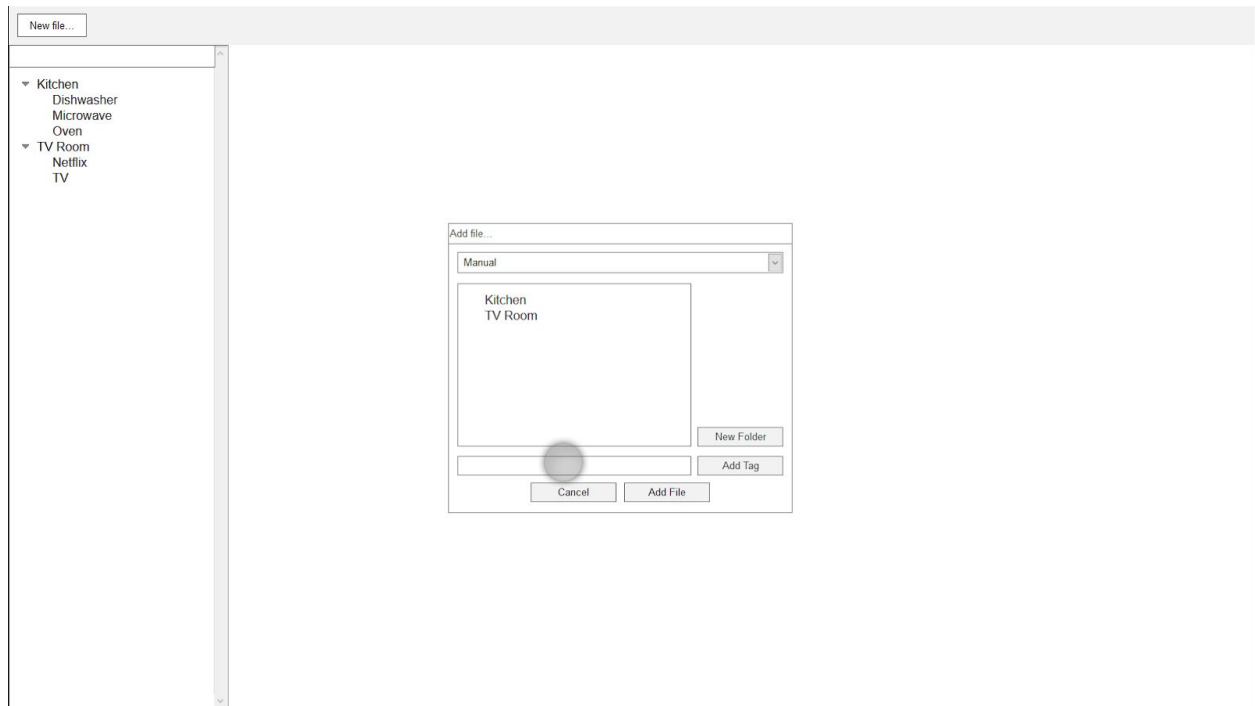 New file...
Kitchen
Dishwasher
Microwave
Oven
TV Room
Netflix
TV
Add file...
Manual
Kitchen
TV Room
New Folder
Add Tag
Cancel
Add File